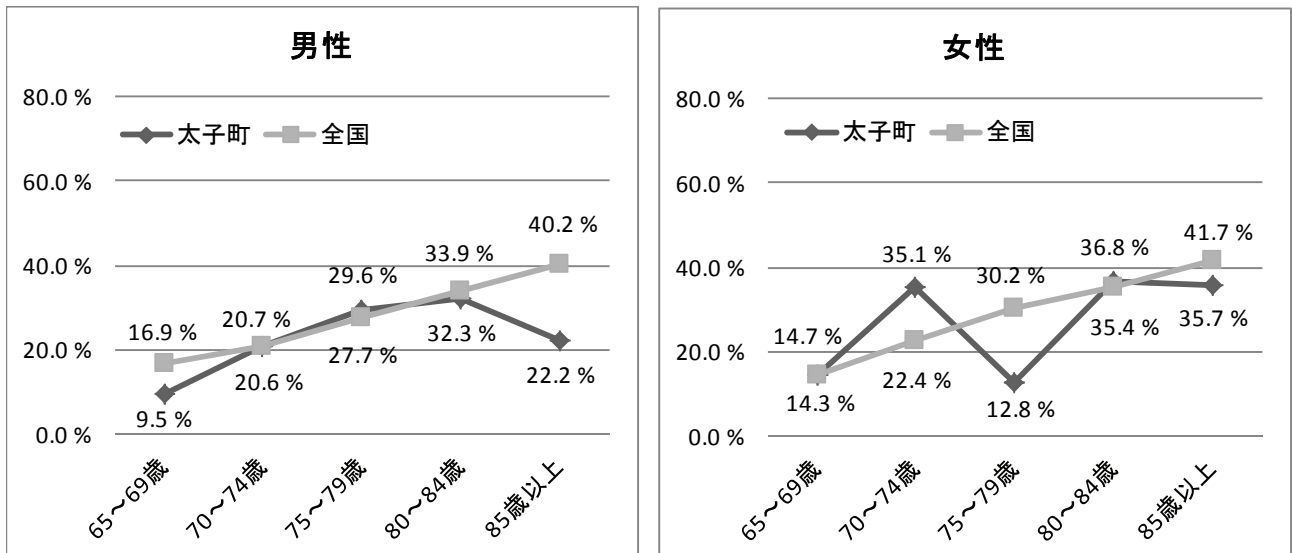 男性
80.0 %
60.0 %
40.0 %
20.0 %
0.0 %
太子町 全国
16.9 %
9.5 %
20.7 %
20.6 %
29.6 %
27.7 %
33.9 %
32.3 %
40.2 %
22.2 %
65～69歳
70～74歳
75～79歳
80～84歳
85歳以上
女性
80.0 %
60.0 %
40.0 %
20.0 %
0.0 %
太子町 全国
14.7 %
14.3 %
35.1 %
22.4 %
30.2 %
12.8 %
36.8 %
35.4 %
41.7 %
35.7 %
65～69歳
70～74歳
75～79歳
80～84歳
85歳以上